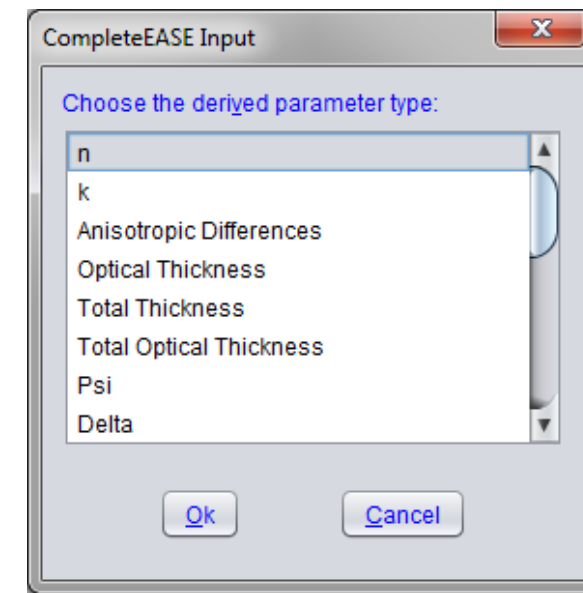 CompleteEASE Input
Choose the derived parameter type:
n
k
Anisotropic Differences
Optical Thickness
Total Thickness
Total Optical Thickness
Psi
Delta
Ok
Cancel